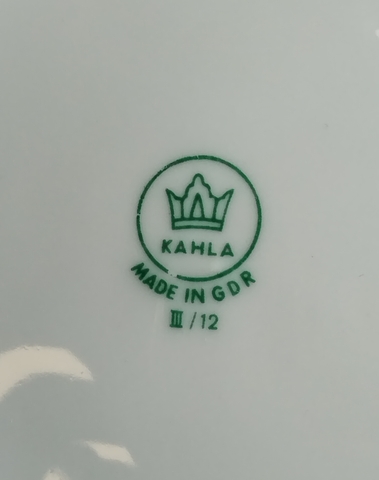 KAHLA
MADE IN GDR
III/12